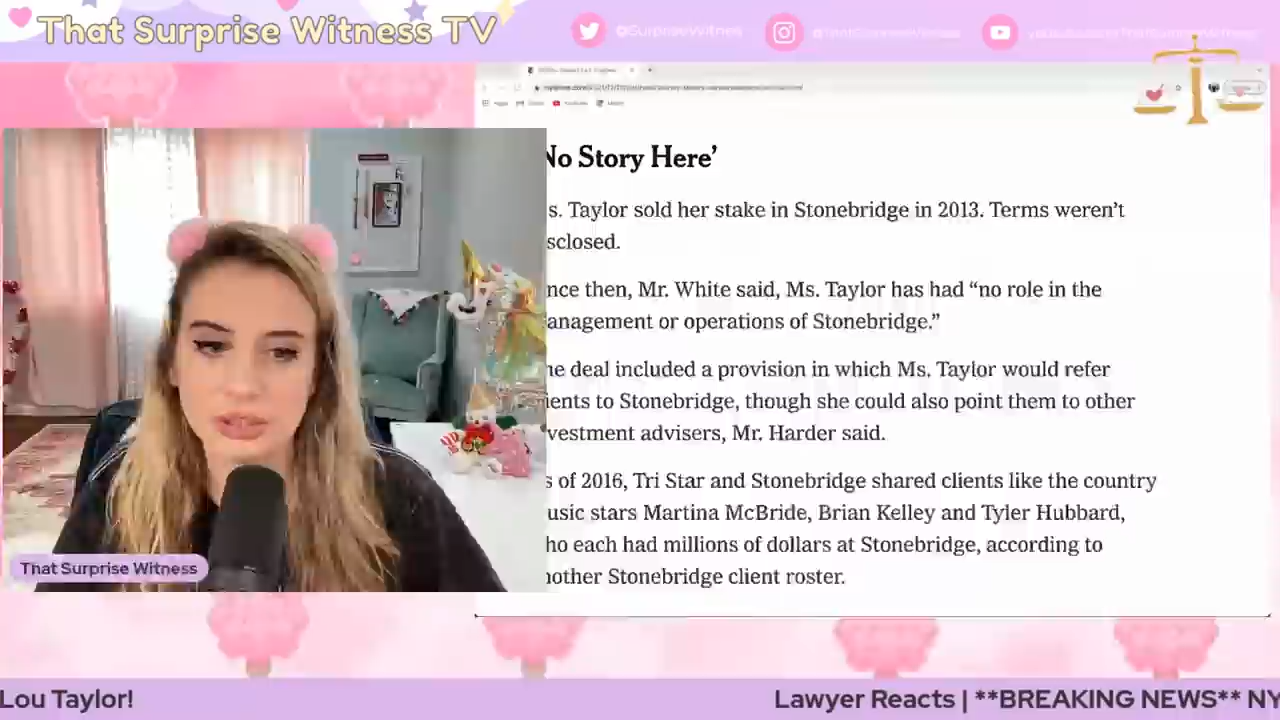 That Surprise Witness TV
No Story Here’
s. Taylor sold her stake in Stonebridge in 2013. Terms weren’t
sclosed.
nce then, Mr. White said, Ms. Taylor has had “no role in the
anagement or operations of Stonebridge.”
he deal included a provision in which Ms. Taylor would refer
ients to Stonebridge, though she could also point them to other
vestment advisers, Mr. Harder said.
s of 2016, Tri Star and Stonebridge shared clients like the country
usic stars Martina McBride, Brian Kelley and Tyler Hubbard,
ho each had millions of dollars at Stonebridge, according to
nother Stonebridge client roster.
That Surprise Witness
Lou Taylor!
Lawyer Reacts | **BREAKING NEWS** NY